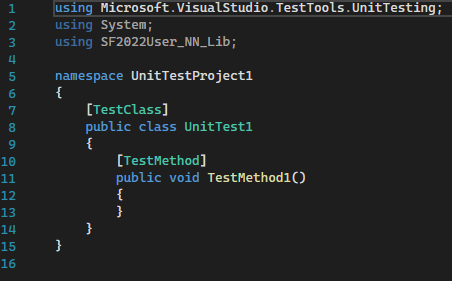 1 using Microsoft.VisualStudio.TestTools.UnitTesting;
2 using System;
3 using SF2022User_NN_Lib;
4
5 namespace UnitTestProject1
6 {
7 [TestClass]
8 public class UnitTest1
9 {
10 [TestMethod]
11 public void TestMethod1()
12 {
13 }
14 }
15 }
16